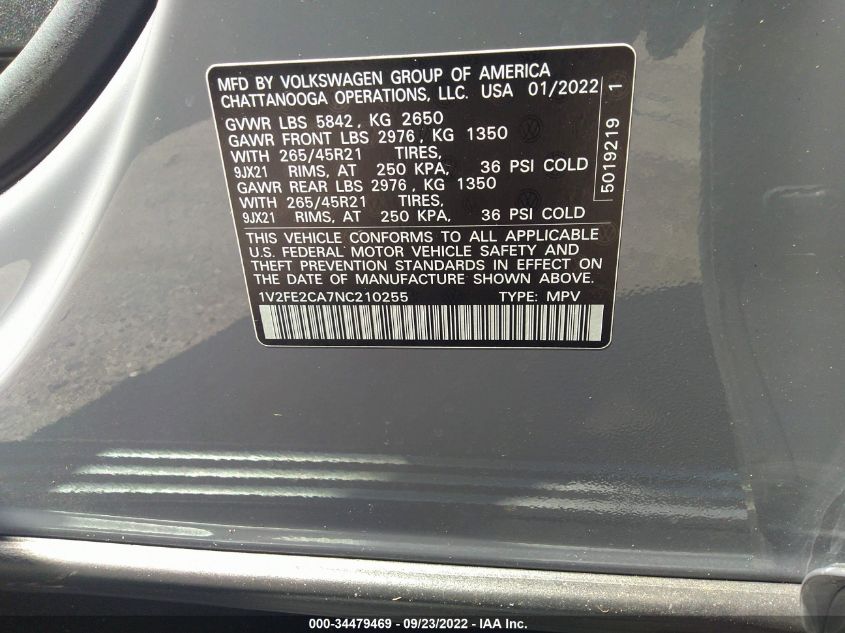 MFD BY VOLKSWAGEN GROUP OF AMERICA
CHATTANOOGA OPERATIONS, LLC. USA 01/2022
GVWR LBS 5842, KG 2650
GAWR FRONT LBS 2976, KG 1350
WITH 265/45R21 TIRES,
9JX21 RIMS, AT 250 KPA, 36 PSI COLD
GAWR REAR LBS 2976, KG 1350
WITH 265/45R21 TIRES,
9JX21 RIMS, AT 250 KPA, 36 PSI COLD
THIS VEHICLE CONFORMS TO ALL APPLICABLE
U.S. FEDERAL MOTOR VEHICLE SAFETY AND
THEFT PREVENTION STANDARDS IN EFFECT ON
THE DATE OF MANUFACTURE SHOWN ABOVE.
1V2FE2CA7NC210255 TYPE: MPV
5019219 1
000-34479469 - 09/23/2022 - IAA Inc.